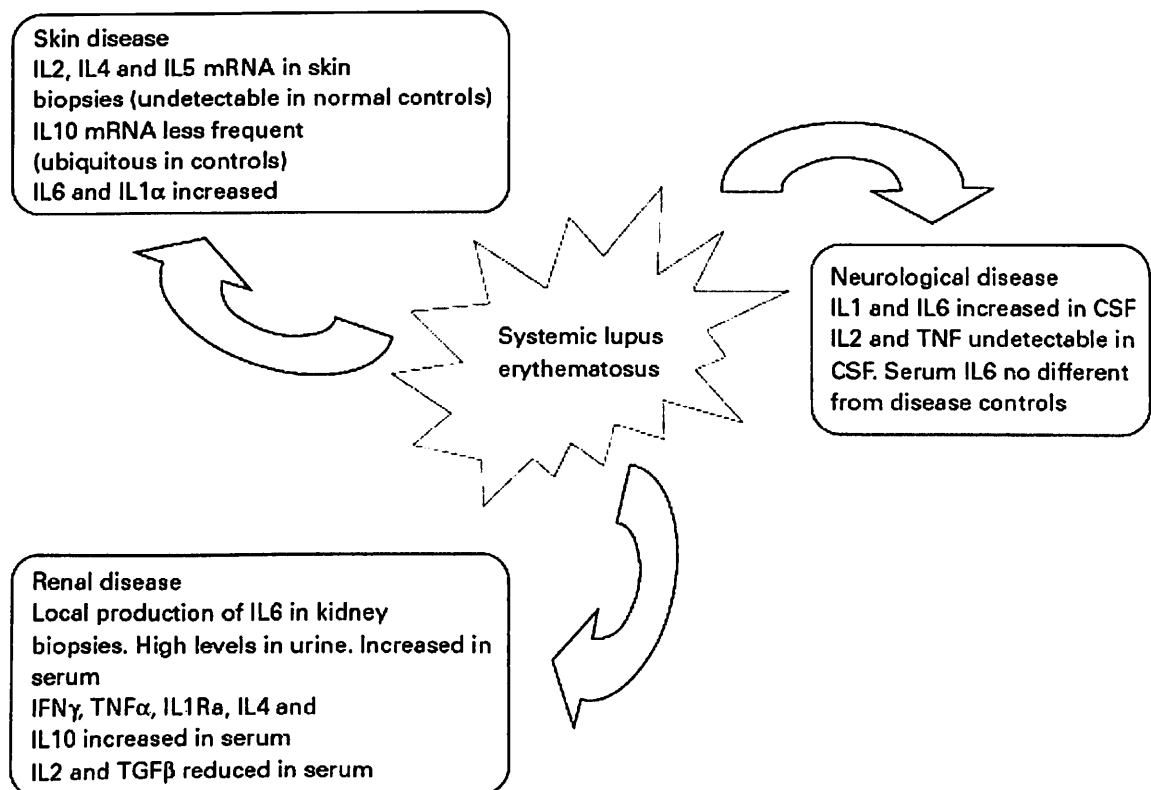 Skin disease
IL2, IL4 and IL5 mRNA in skin
biopsies (undetectable in normal controls)
IL10 mRNA less frequent
(ubiquitous in controls)
IL6 and IL1α increased
Systemic lupus
erythematosus
Neurological disease
IL1 and IL6 increased in CSF
IL2 and TNF undetectable in
CSF. Serum IL6 no different
from disease controls
Renal disease
Local production of IL6 in kidney
biopsies. High levels in urine. Increased in
serum
IFNγ, TNFα, IL1Ra, IL4 and
IL10 increased in serum
IL2 and TGFβ reduced in serum